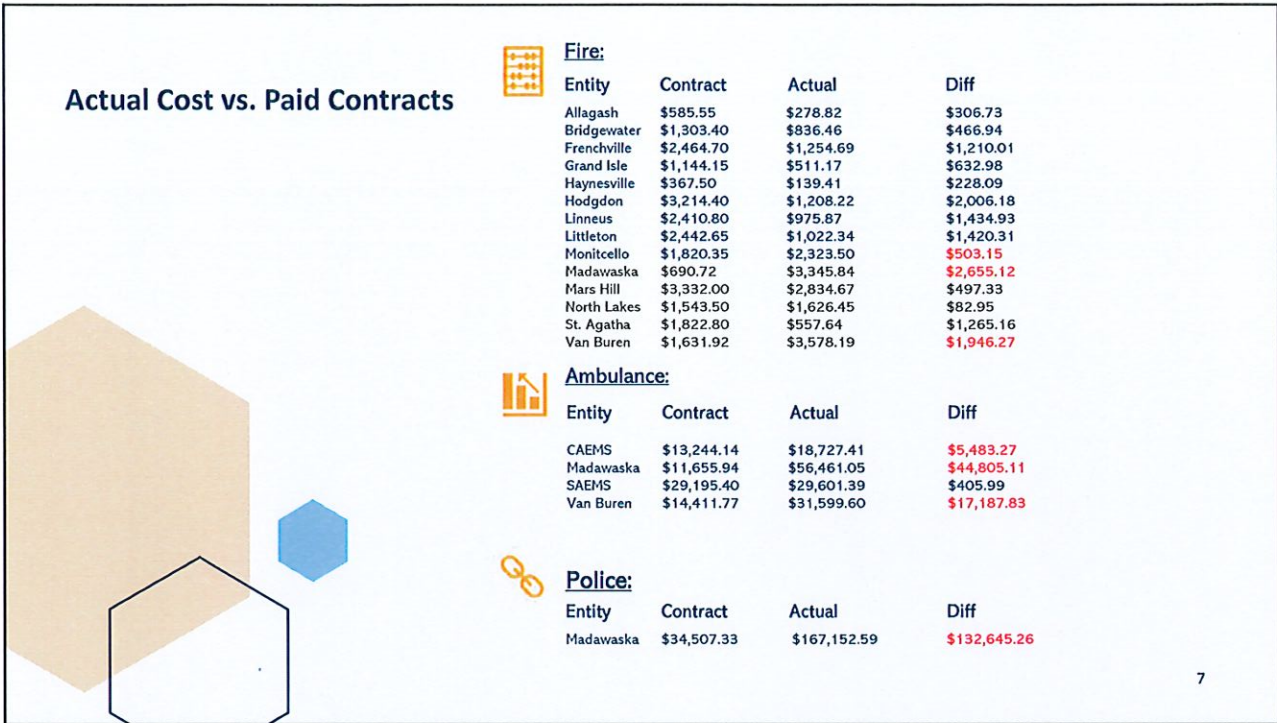 Actual Cost vs. Paid Contracts
Fire:
Entity Contract Actual Diff
Allagash $585.55 $278.82 $306.73
Bridgewater $1,303.40 $836.46 $466.94
Frenchville $2,464.70 $1,254.69 $1,210.01
Grand Isle $1,144.15 $511.17 $632.98
Haynesville $367.50 $139.41 $228.09
Hodgdon $3,214.40 $1,208.22 $2,006.18
Linneus $2,410.80 $975.87 $1,434.93
Littleton $2,442.65 $1,022.34 $1,420.31
Monitcello $1,820.35 $2,323.50 $503.15
Madawaska $690.72 $3,345.84 $2,655.12
Mars Hill $3,332.00 $2,834.67 $497.33
North Lakes $1,543.50 $1,626.45 $82.95
St. Agatha $1,822.80 $557.64 $1,265.16
Van Buren $1,631.92 $3,578.19 $1,946.27
Ambulance:
Entity Contract Actual Diff
CAEMS $13,244.14 $18,727.41 $5,483.27
Madawaska $11,655.94 $56,461.05 $44,805.11
SAEMS $29,195.40 $29,601.39 $405.99
Van Buren $14,411.77 $31,599.60 $17,187.83
Police:
Entity Contract Actual Diff
Madawaska $34,507.33 $167,152.59 $132,645.26
7